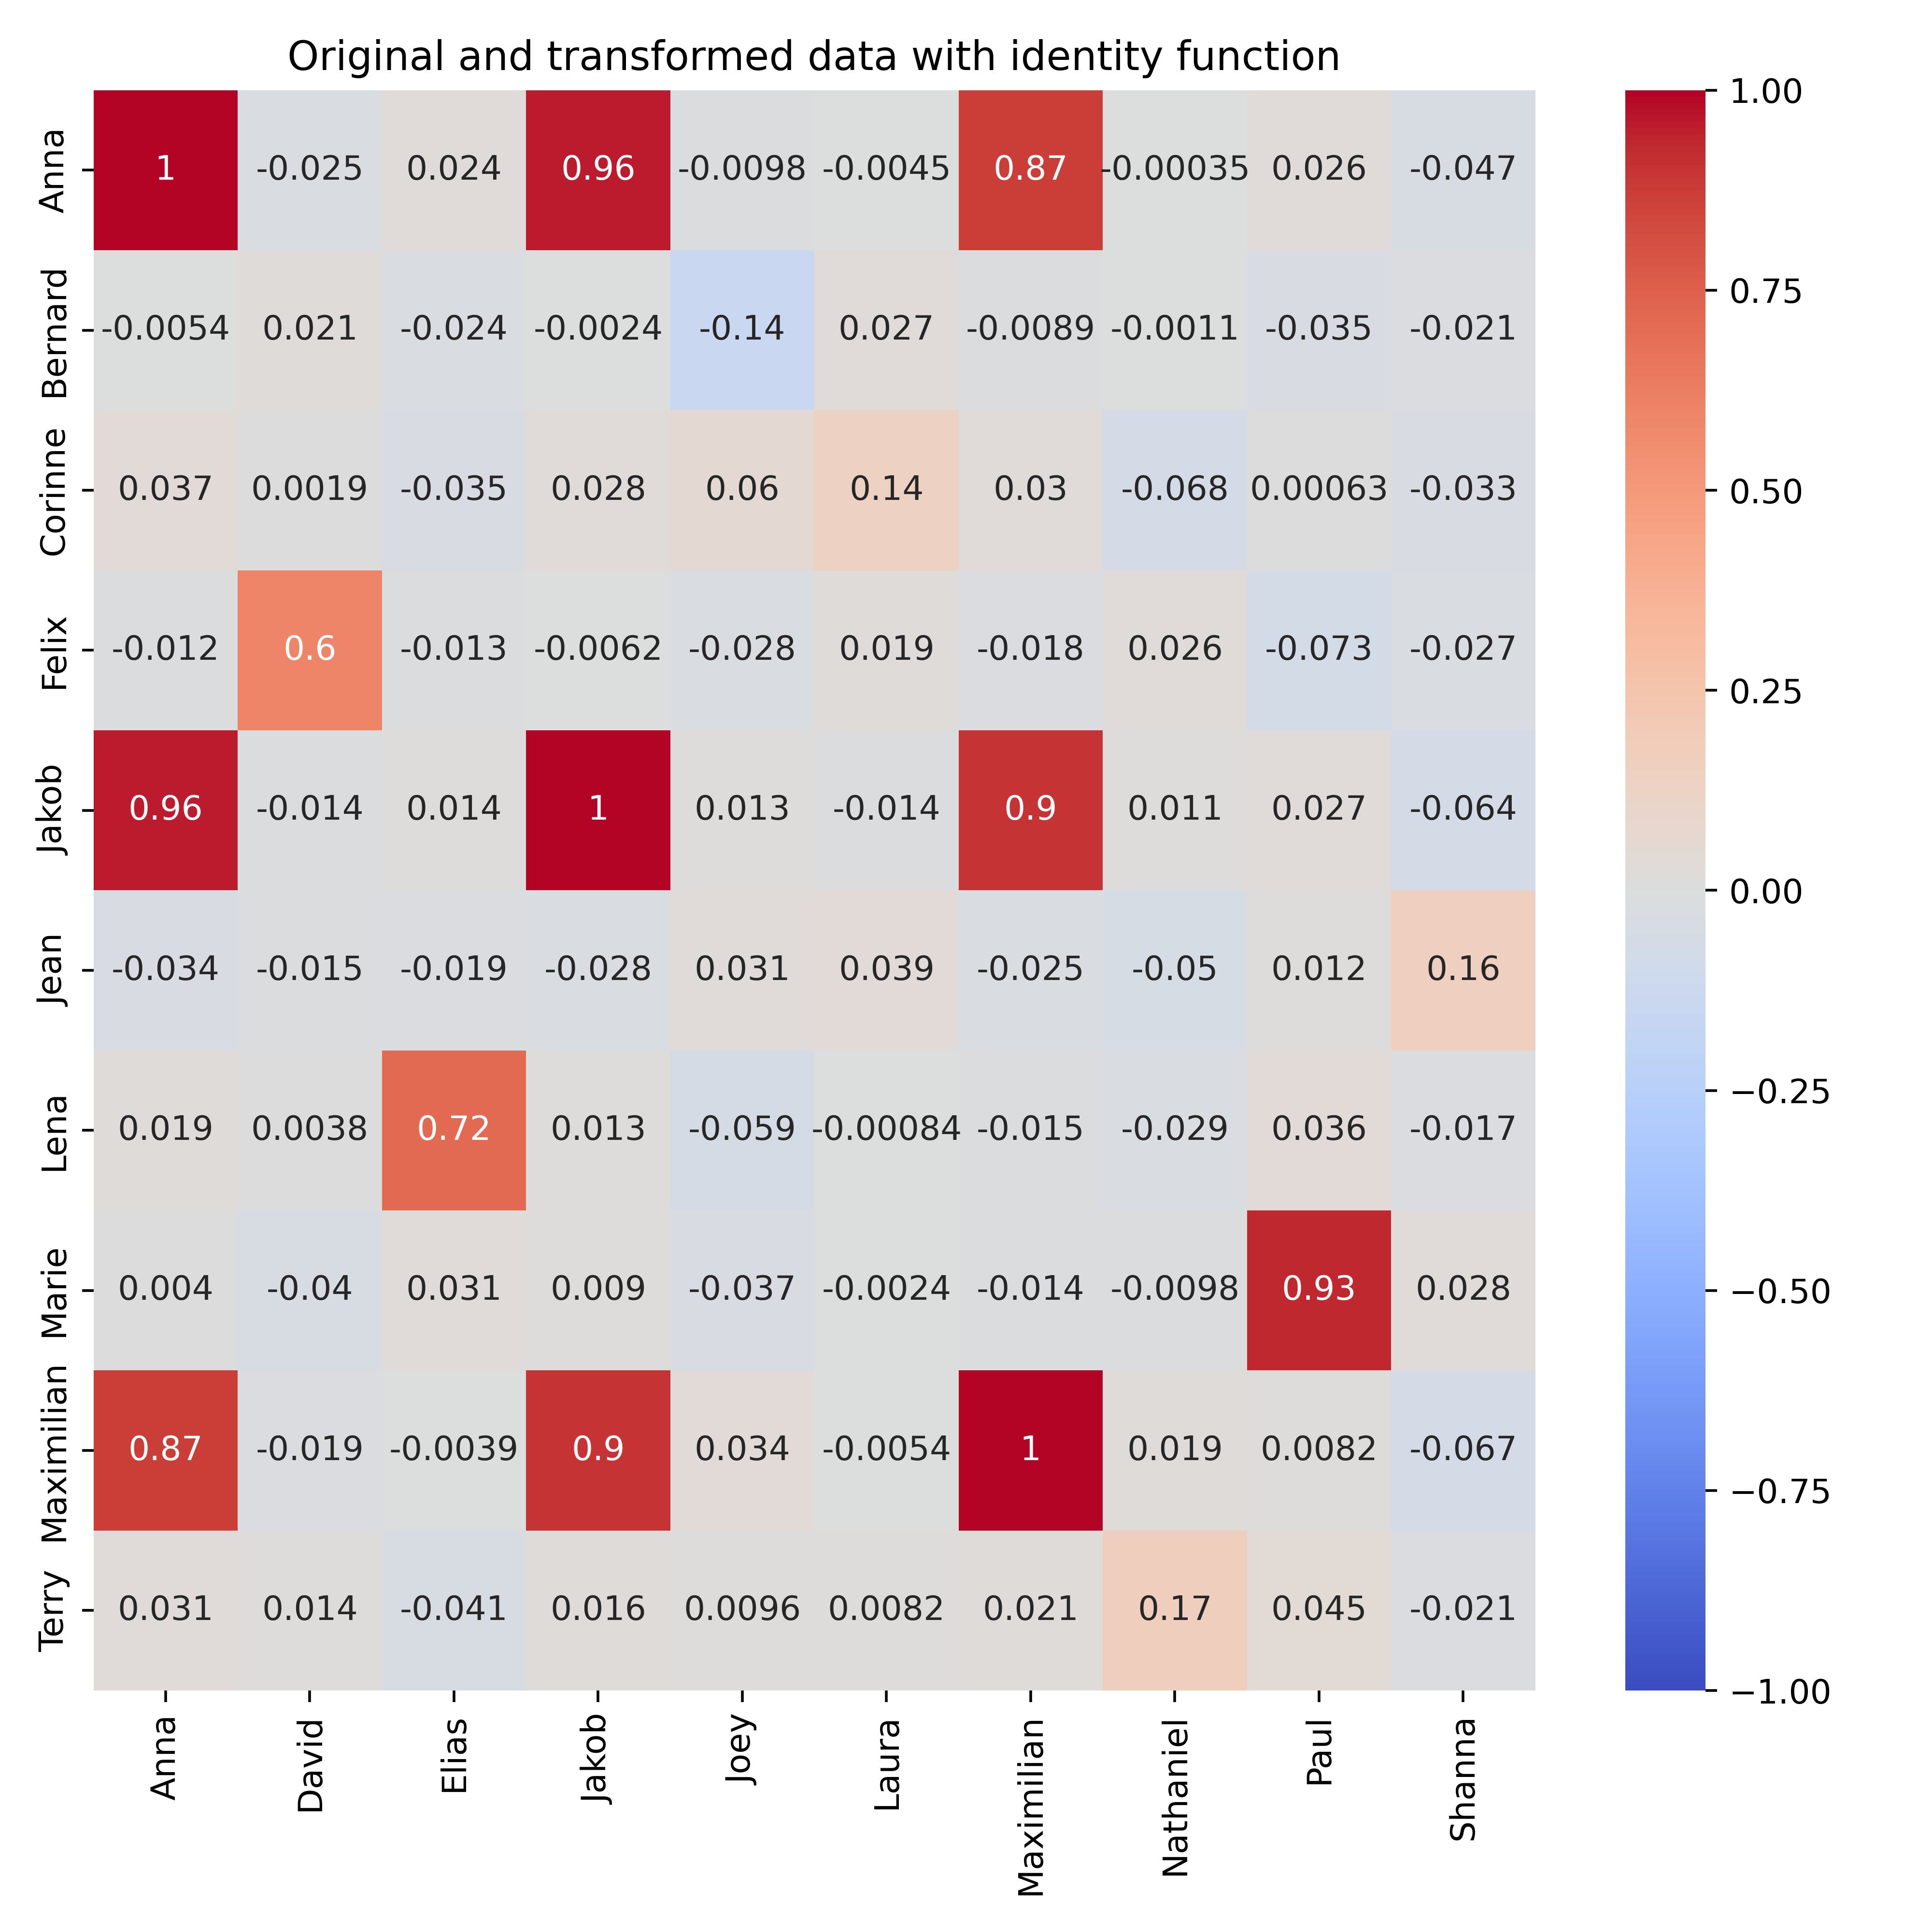 Original and transformed data with identity function
Anna 1 -0.025 0.024 0.96 -0.0098 -0.0045 0.87 -0.00035 0.026 -0.047
Bernard -0.0054 0.021 -0.024 -0.0024 -0.14 0.027 -0.0089 -0.0011 -0.035 -0.021
Corinne 0.037 0.0019 -0.035 0.028 0.06 0.14 0.03 -0.068 0.00063 -0.033
Felix -0.012 0.6 -0.013 -0.0062 -0.028 0.019 -0.018 0.026 -0.073 -0.027
Jakob 0.96 -0.014 0.014 1 0.013 -0.014 0.9 0.011 0.027 -0.064
Jean -0.034 -0.015 -0.019 -0.028 0.031 0.039 -0.025 -0.05 0.012 0.16
Lena 0.019 0.0038 0.72 0.013 -0.059 -0.00084 -0.015 -0.029 0.036 -0.017
Marie 0.004 -0.04 0.031 0.009 -0.037 -0.0024 -0.014 -0.0098 0.93 0.028
Maximilian 0.87 -0.019 -0.0039 0.9 0.034 -0.0054 1 0.019 0.0082 -0.067
Terry 0.031 0.014 -0.041 0.016 0.0096 0.0082 0.021 0.17 0.045 -0.021
Anna David Elias Jakob Joey Laura Maximilian Nathaniel Paul Shanna
1.00
0.75
0.50
0.25
0.00
−0.25
−0.50
−0.75
−1.00